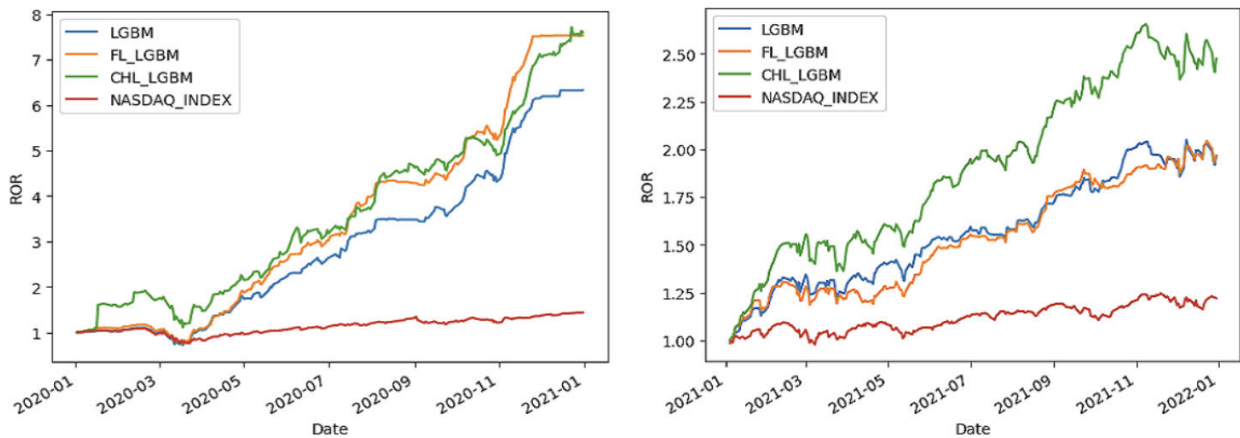 8
7
6
5
4
3
2
1
ROR
LGBM
FL_LGBM
CHL_LGBM
NASDAQ_INDEX
2020-01
2020-03
2020-05
2020-07
2020-09
2020-11
2021-01
Date
2.50
2.25
2.00
1.75
1.50
1.25
1.00
ROR
LGBM
FL_LGBM
CHL_LGBM
NASDAQ_INDEX
2021-01
2021-03
2021-05
2021-07
2021-09
2021-11
2022-01
Date